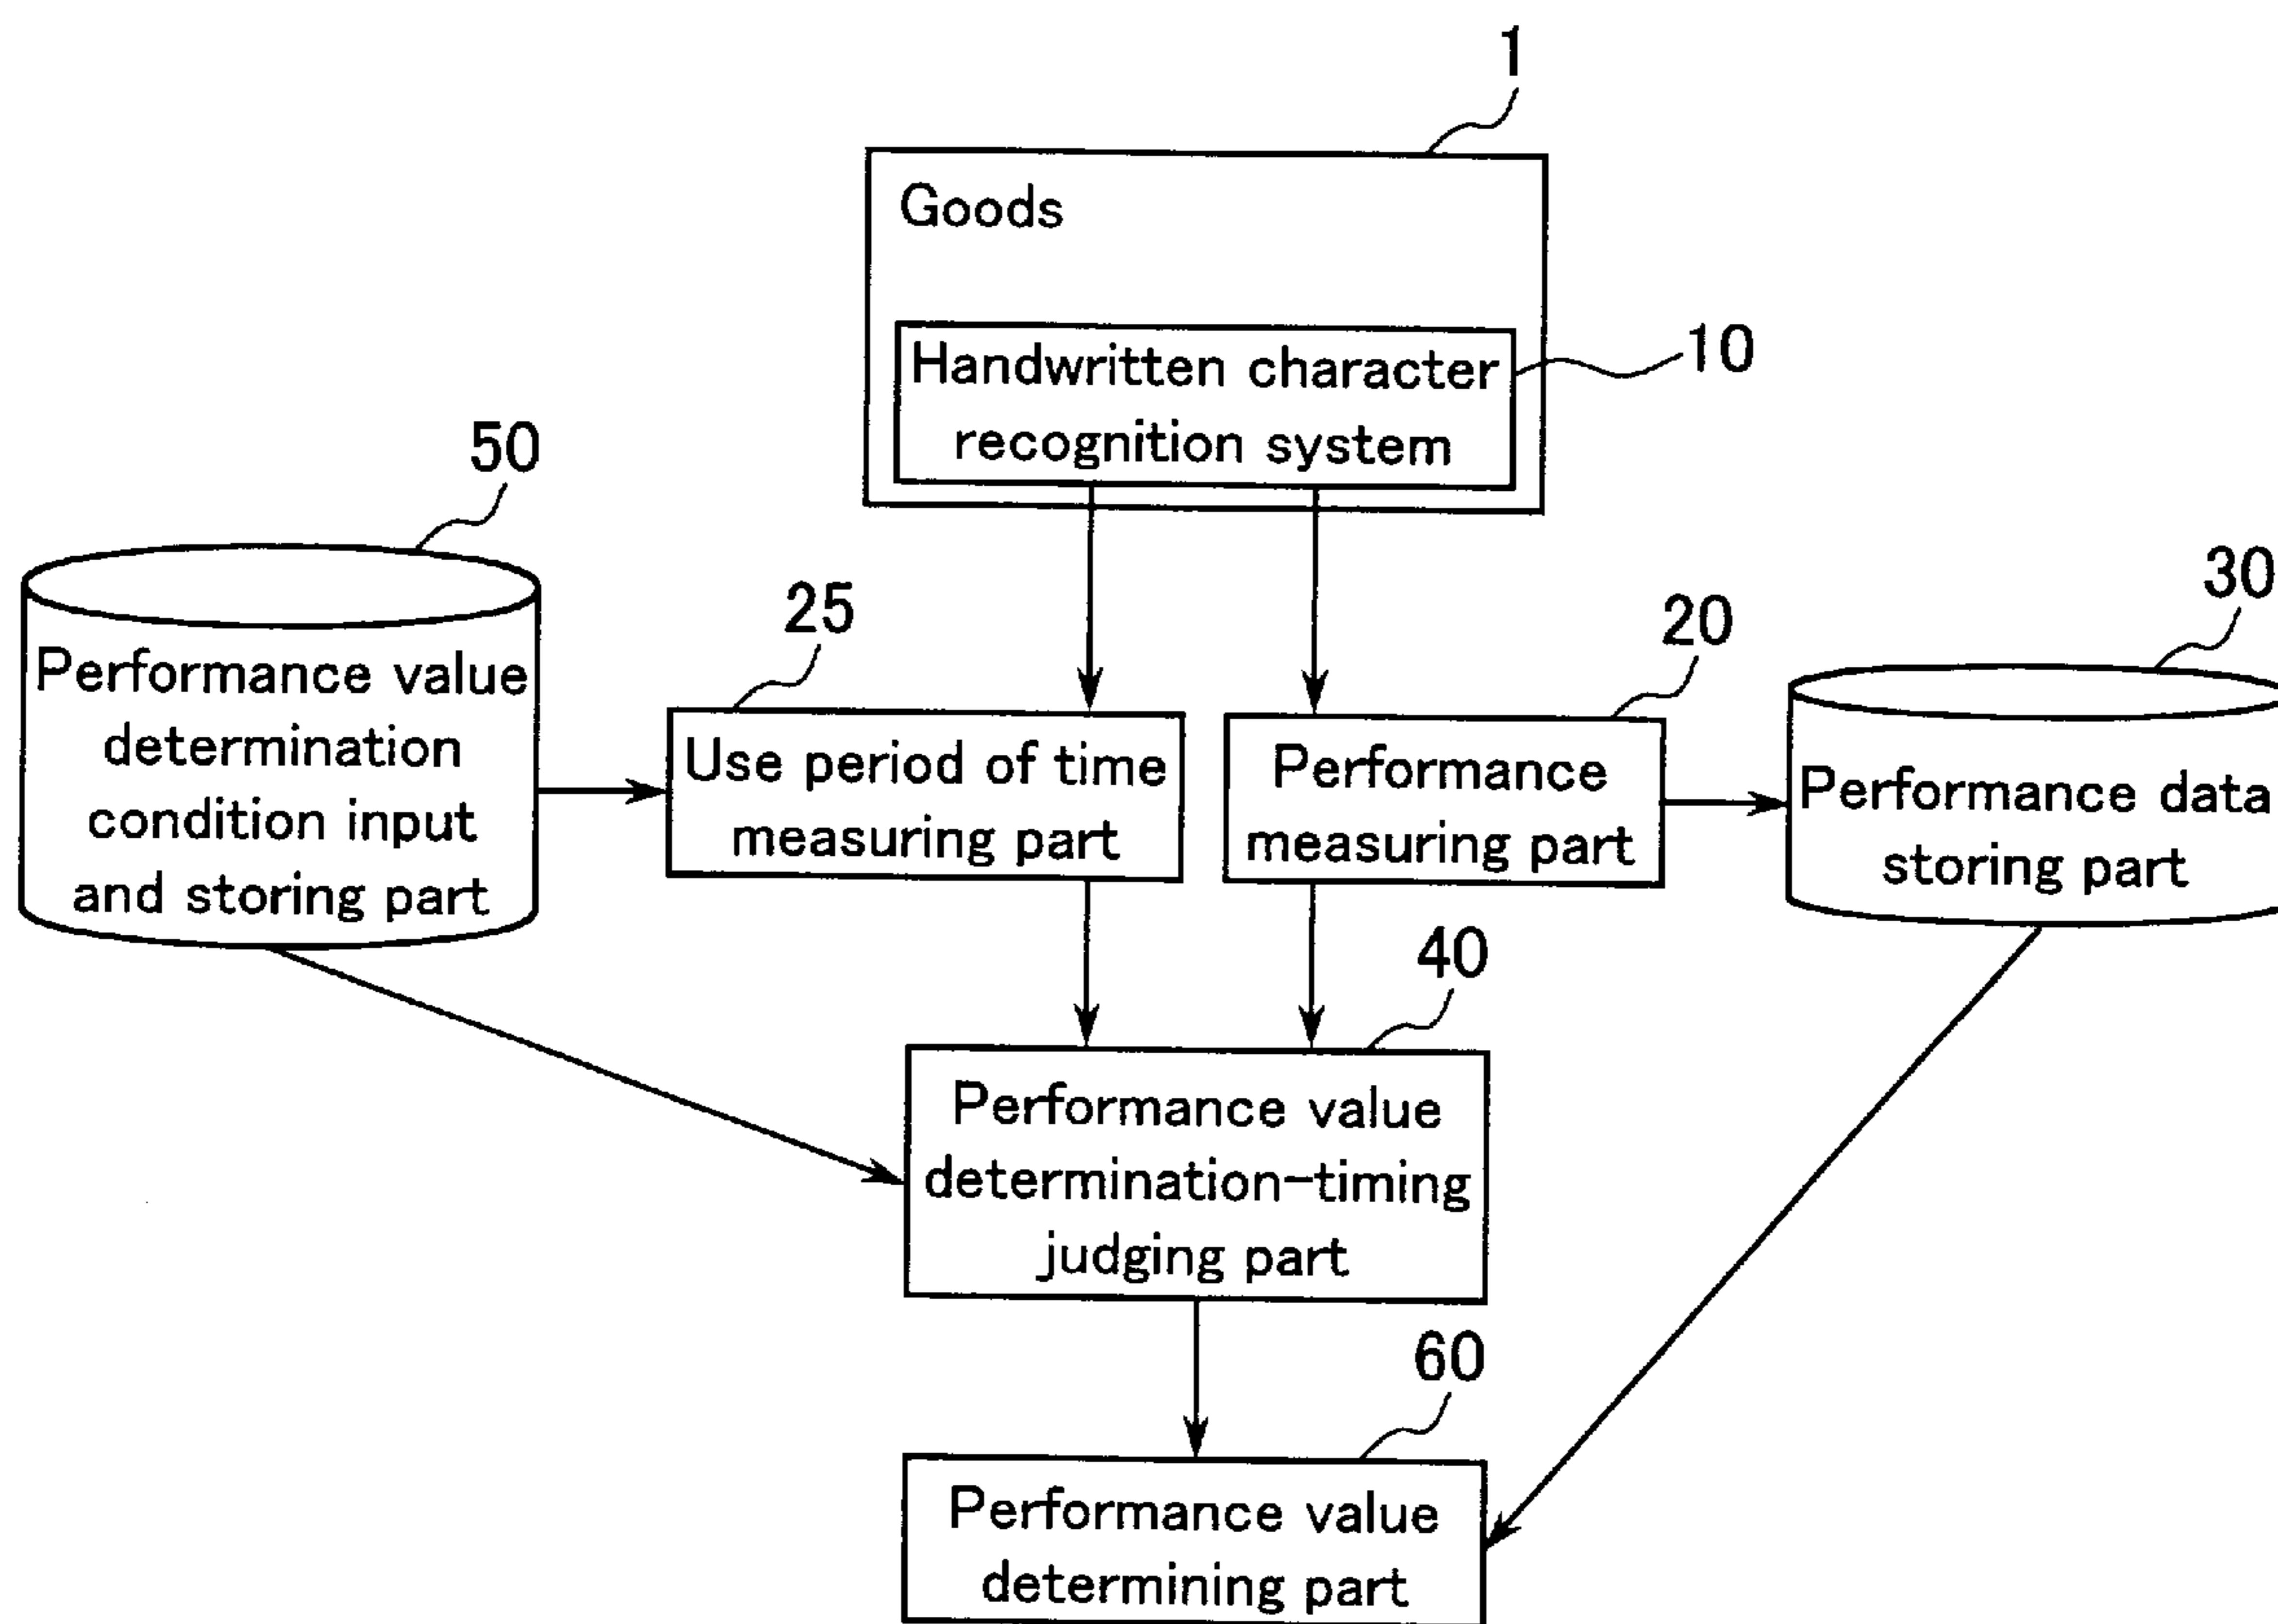 1
Goods
Handwritten character
recognition system
10
50
Performance value
determination
condition input
and storing part
25
Use period of time
measuring part
20
Performance
measuring part
30
Performance data
storing part
40
Performance value
determination-timing
judging part
60
Performance value
determining part